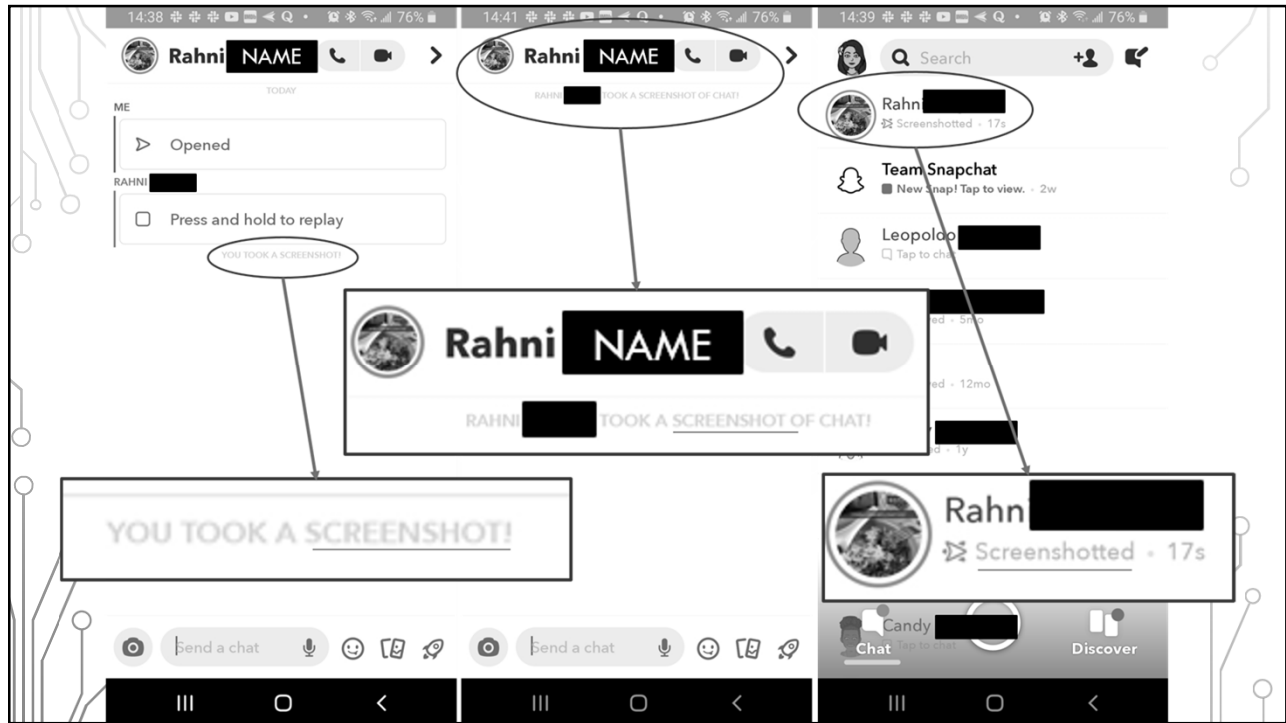 14:38
76%
Rahni NAME
TODAY
ME
Opened
RAHNI
Press and hold to replay
YOU TOOK A SCREENSHOT!
Send a chat
14:41
76%
Rahni NAME
RAHNI TOOK A SCREENSHOT OF CHAT!
Send a chat
14:39
76%
Search
Rahni
Screenshotted · 17s
Team Snapchat
New Snap! Tap to view. · 2w
Leopoldo
Tap to chat
5mo
12mo
1y
Candy
Tap to chat
Chat
Discover
Rahni NAME
RAHNI TOOK A SCREENSHOT OF CHAT!
YOU TOOK A SCREENSHOT!
Rahn
Screenshotted · 17s